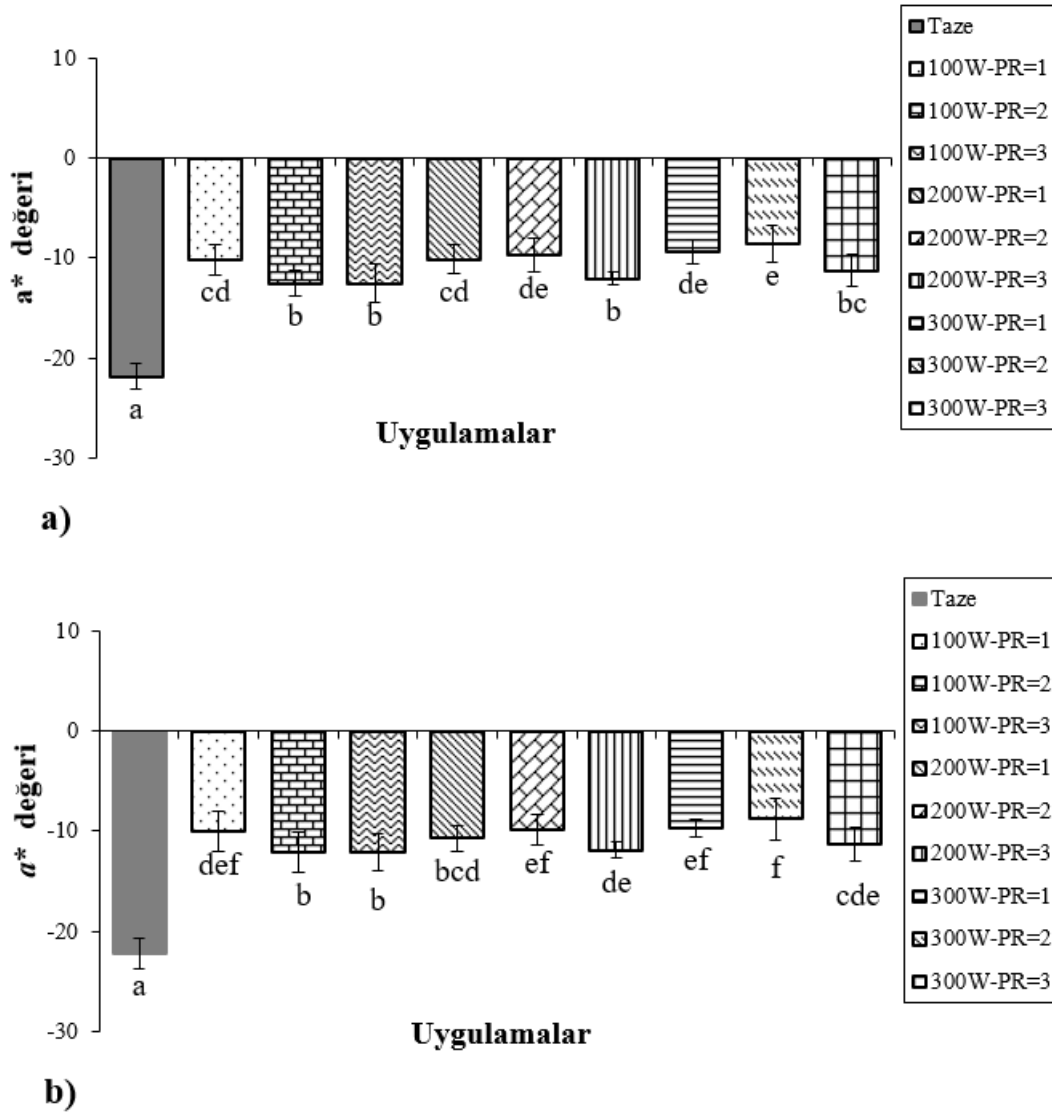 10
0
-10
-20
-30
a* değeri
a
cd
b
b
cd
de
b
de
e
bc
Uygulamalar
Taze
100W-PR=1
100W-PR=2
100W-PR=3
200W-PR=1
200W-PR=2
200W-PR=3
300W-PR=1
300W-PR=2
300W-PR=3
a)
10
0
-10
-20
-30
a* değeri
a
def
b
b
bcd
ef
de
ef
f
cde
Uygulamalar
Taze
100W-PR=1
100W-PR=2
100W-PR=3
200W-PR=1
200W-PR=2
200W-PR=3
300W-PR=1
300W-PR=2
300W-PR=3
b)